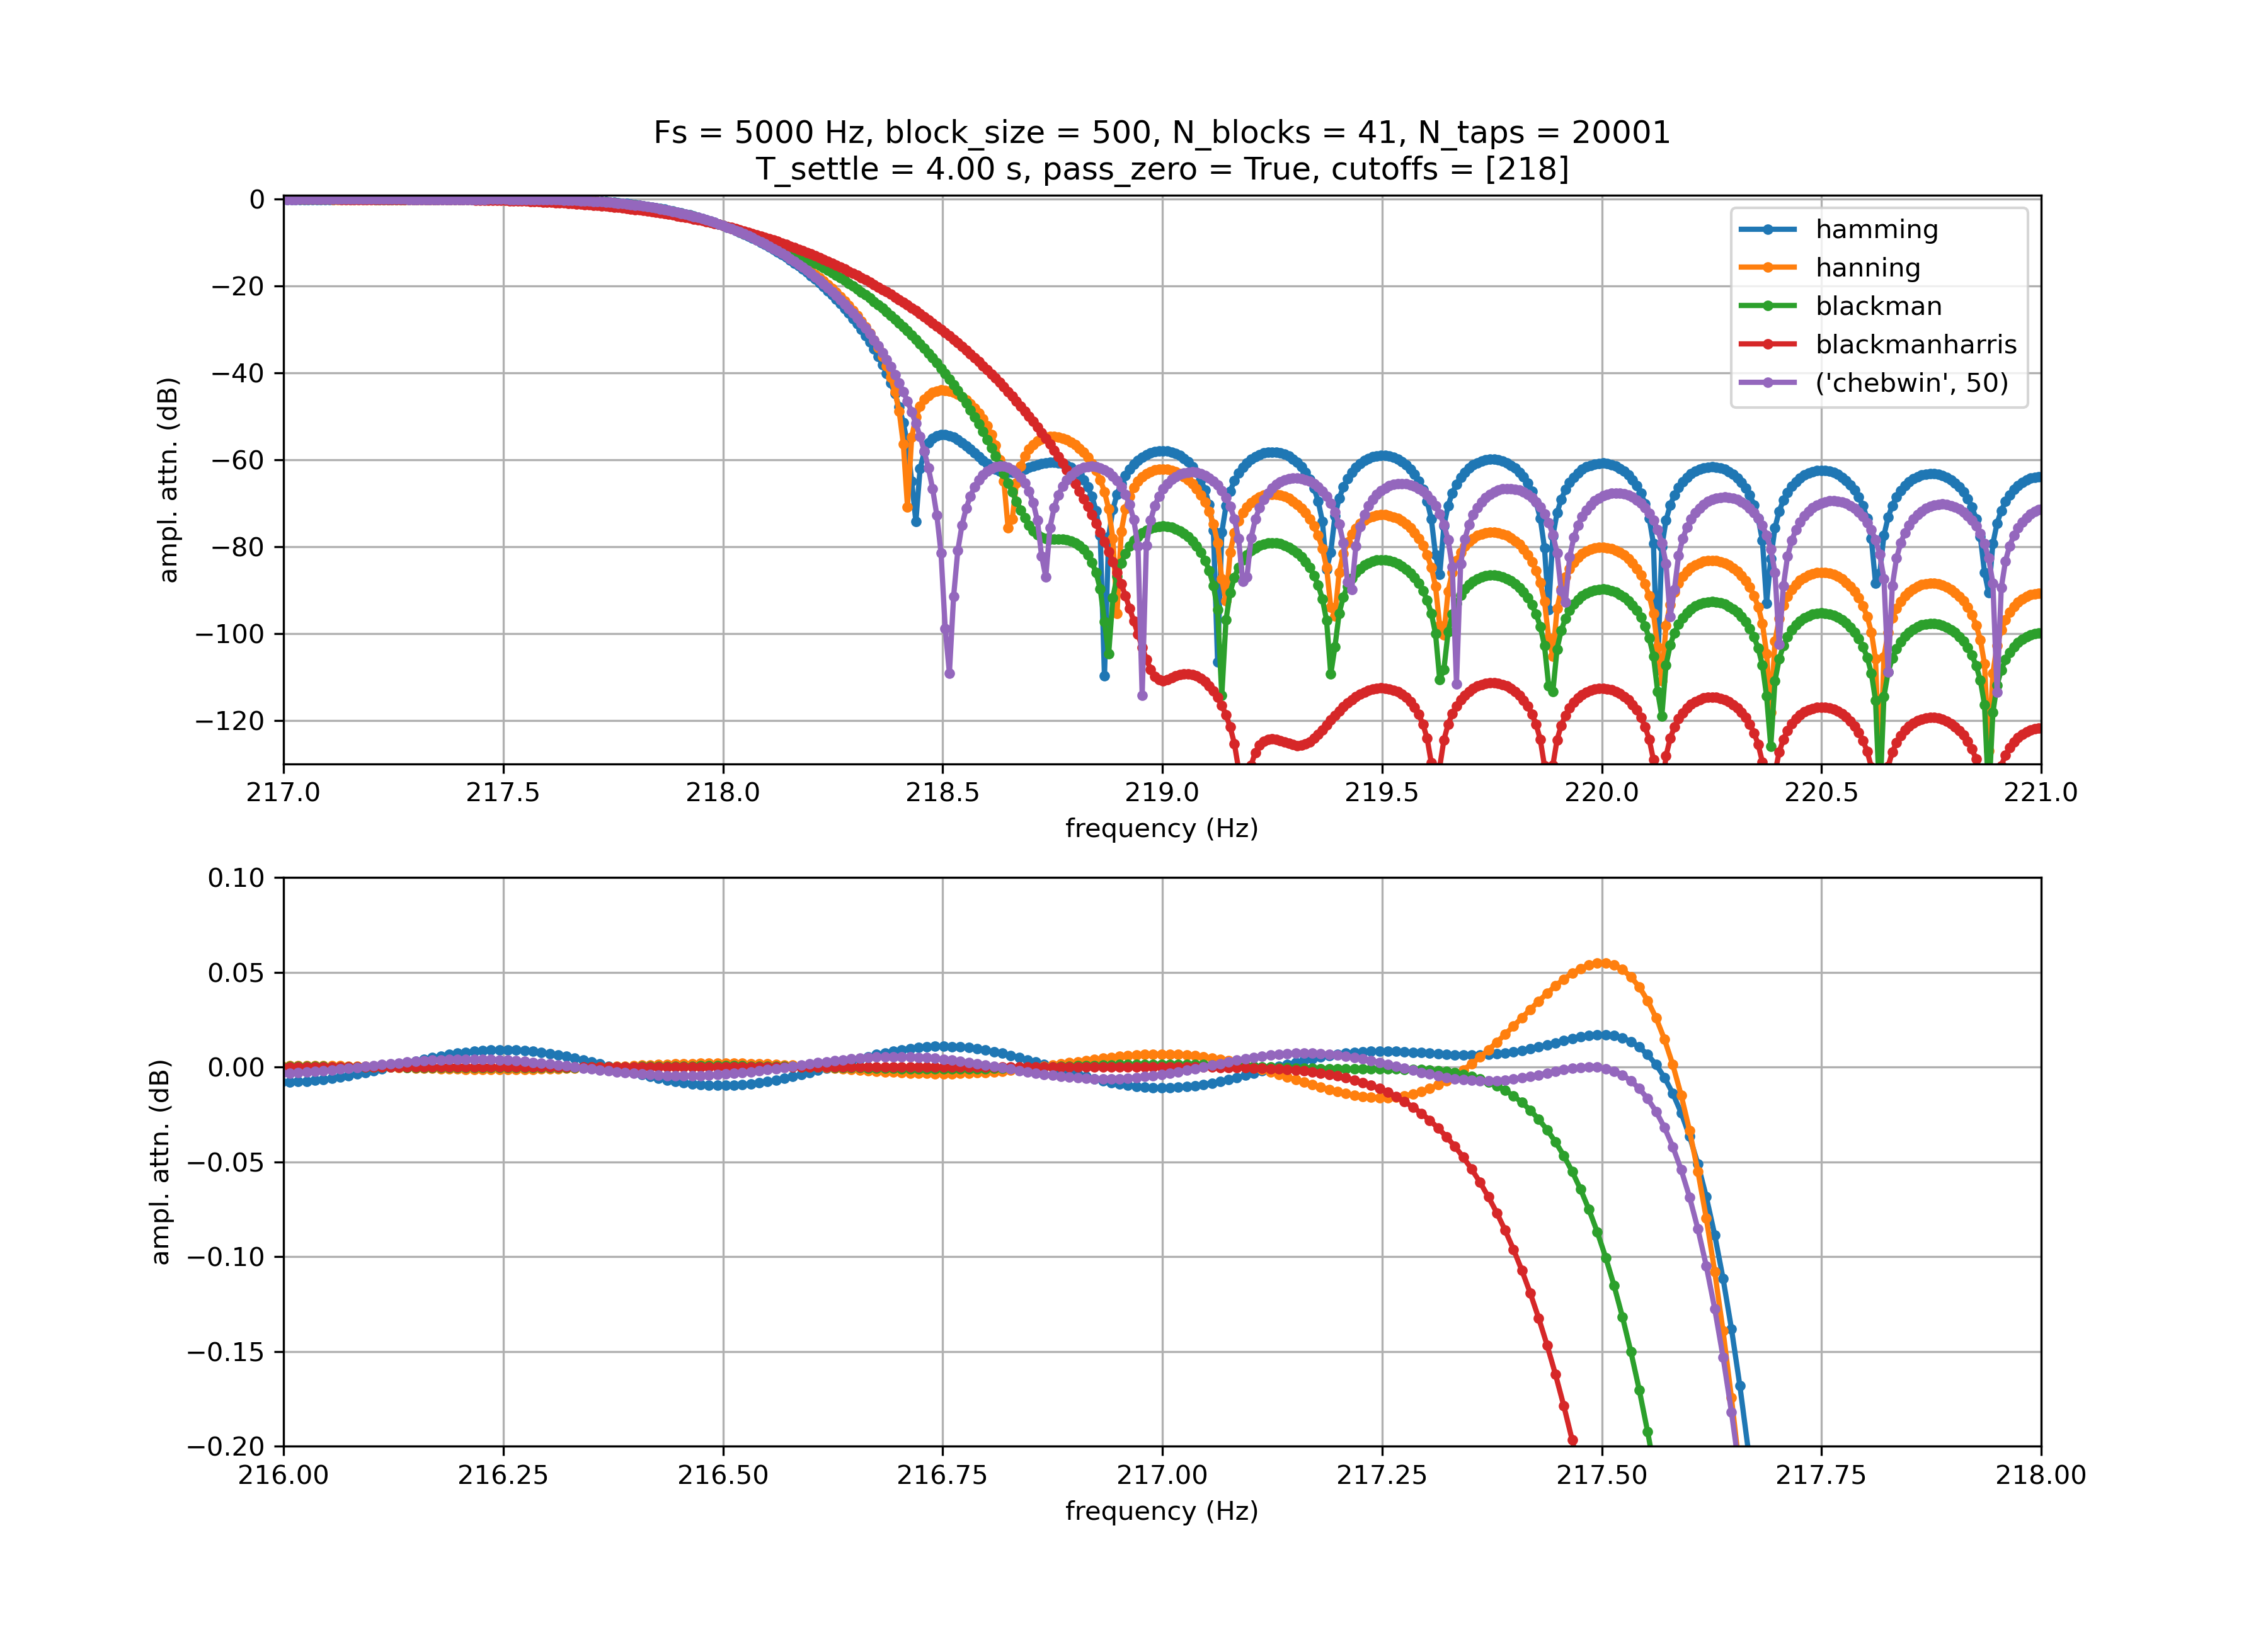 Fs = 5000 Hz, block_size = 500, N_blocks = 41, N_taps = 20001
T_settle = 4.00 s, pass_zero = True, cutoffs = [218]
0
−20
−40
−60
−80
−100
−120
ampl. attn. (dB)
hamming
hanning
blackman
blackmanharris
('chebwin', 50)
217.0 217.5 218.0 218.5 219.0 219.5 220.0 220.5 221.0
frequency (Hz)
0.10
0.05
0.00
−0.05
−0.10
−0.15
−0.20
ampl. attn. (dB)
216.00 216.25 216.50 216.75 217.00 217.25 217.50 217.75 218.00
frequency (Hz)